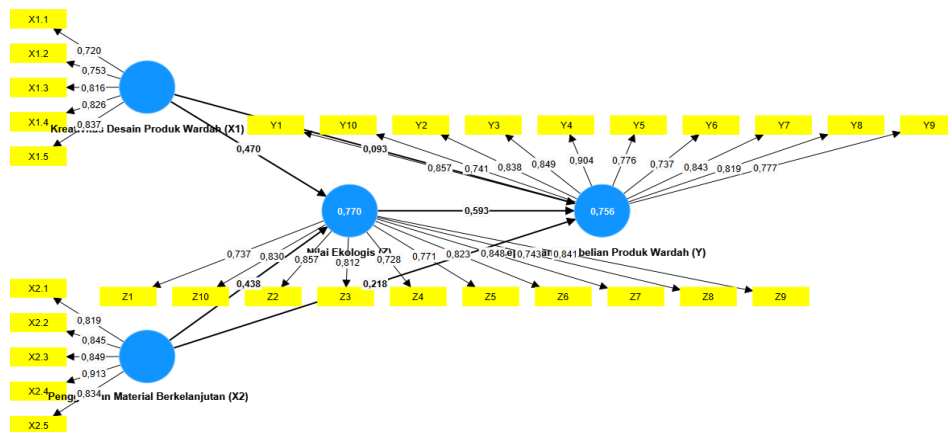 X1.1
0,720
X1.2
0,753
X1.3
0,816
X1.4
0,826
0,837
X1.5
Desain Produk Wardah (X1)
0,470
0,093
Y1
Y10
Y2
Y3
Y4
Y5
Y6
Y7
Y8
Y9
0,857
0,741
0,838
0,849
0,904
0,776
0,737
0,843
0,819
0,777
0,770
0,593
0,756
Nilai Ekologis (Z)
Produk Wardah (Y)
0,737
0,830
0,857
0,812
0,728
0,771
0,823
0,848
0,743
0,841
0,438
0,218
Z1
Z10
Z2
Z3
Z4
Z5
Z6
Z7
Z8
Z9
X2.1
0,819
X2.2
0,845
X2.3
0,849
X2.4
0,913
0,834
X2.5
Material Berkelanjutan (X2)